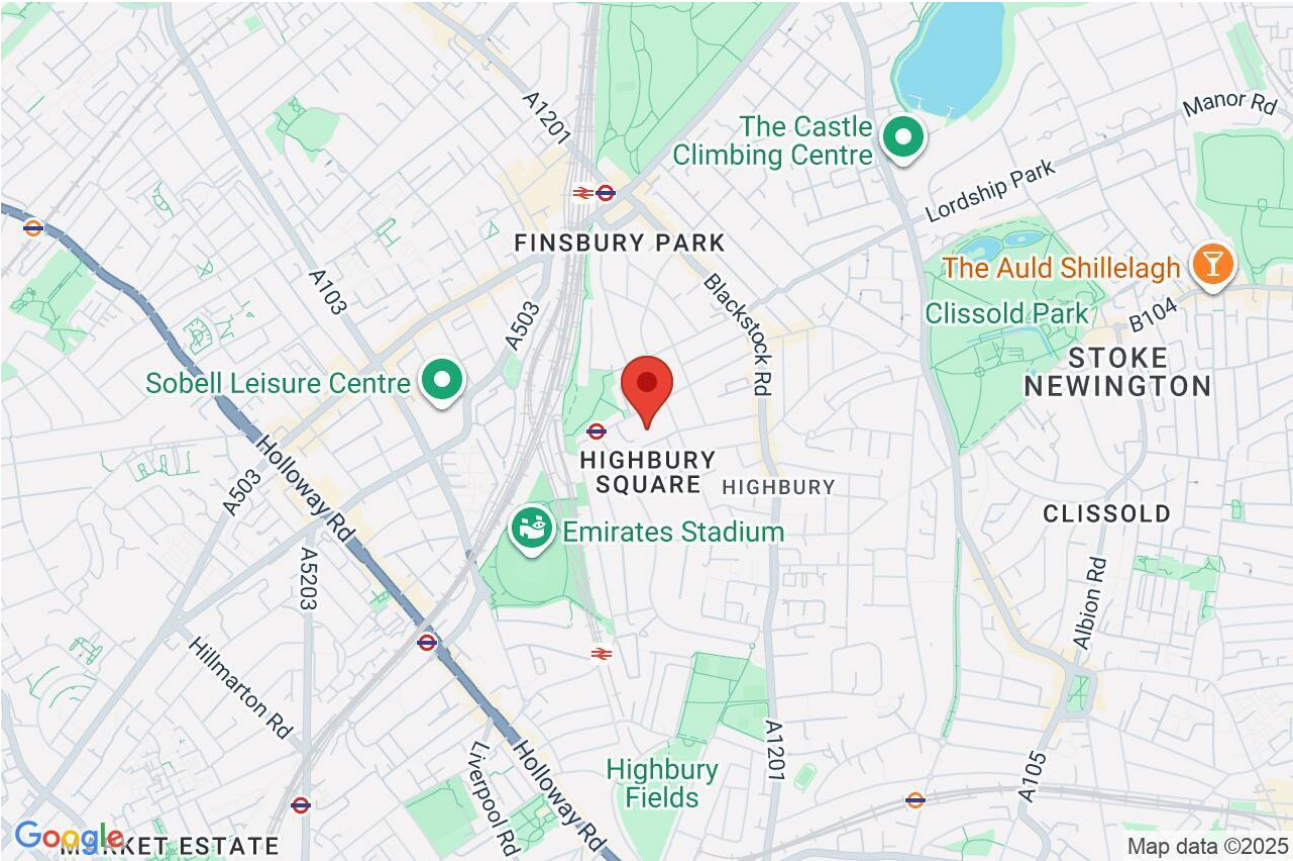 A1201
The Castle
Climbing Centre
Manor Rd
Lordship Park
FINSBURY PARK
A103
A503
Blackstock Rd
The Auld Shillelagh
Clissold Park
B104
STOKE
NEWINGTON
Sobell Leisure Centre
Holloway Rd
A503
HIGHBURY
SQUARE
HIGHBURY
CLISSOLD
Emirates Stadium
A5203
Albion Rd
Hillmarton Rd
Liverpool Rd
Holloway Rd
Highbury
Fields
A1201
A105
Google
MARKET ESTATE
Map data ©2025